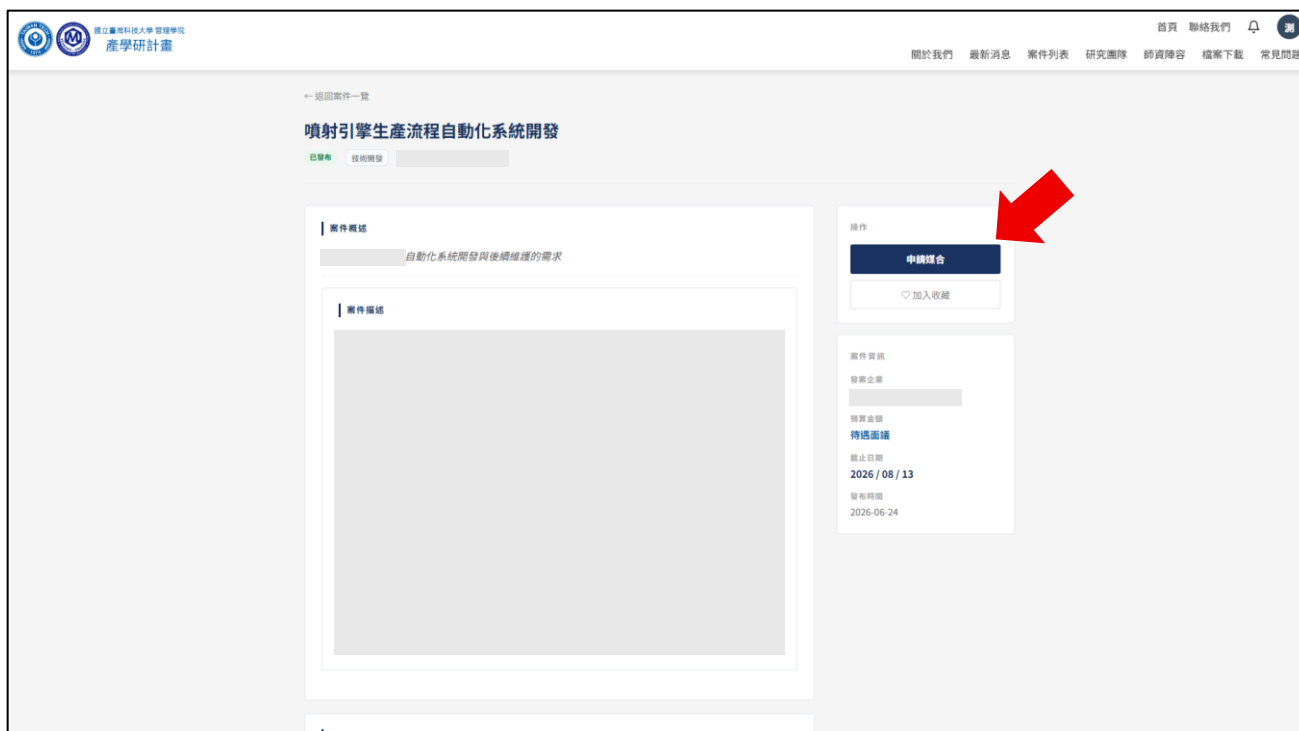 國立臺灣科技大學 管理學院
產學研計畫
首頁 聯絡我們 測
關於我們 最新消息 案件列表 研究團隊 師資陣容 檔案下載 常見問題
← 返回案件一覽
噴射引擎生產流程自動化系統開發
已發布 技術開發
案件概述
自動化系統開發與後續維護的需求
案件描述
操作
申請媒合
♡ 加入收藏
案件資訊
發案企業
預算金額
待遇面議
截止日期
2026 / 08 / 13
發布時間
2026-06-24